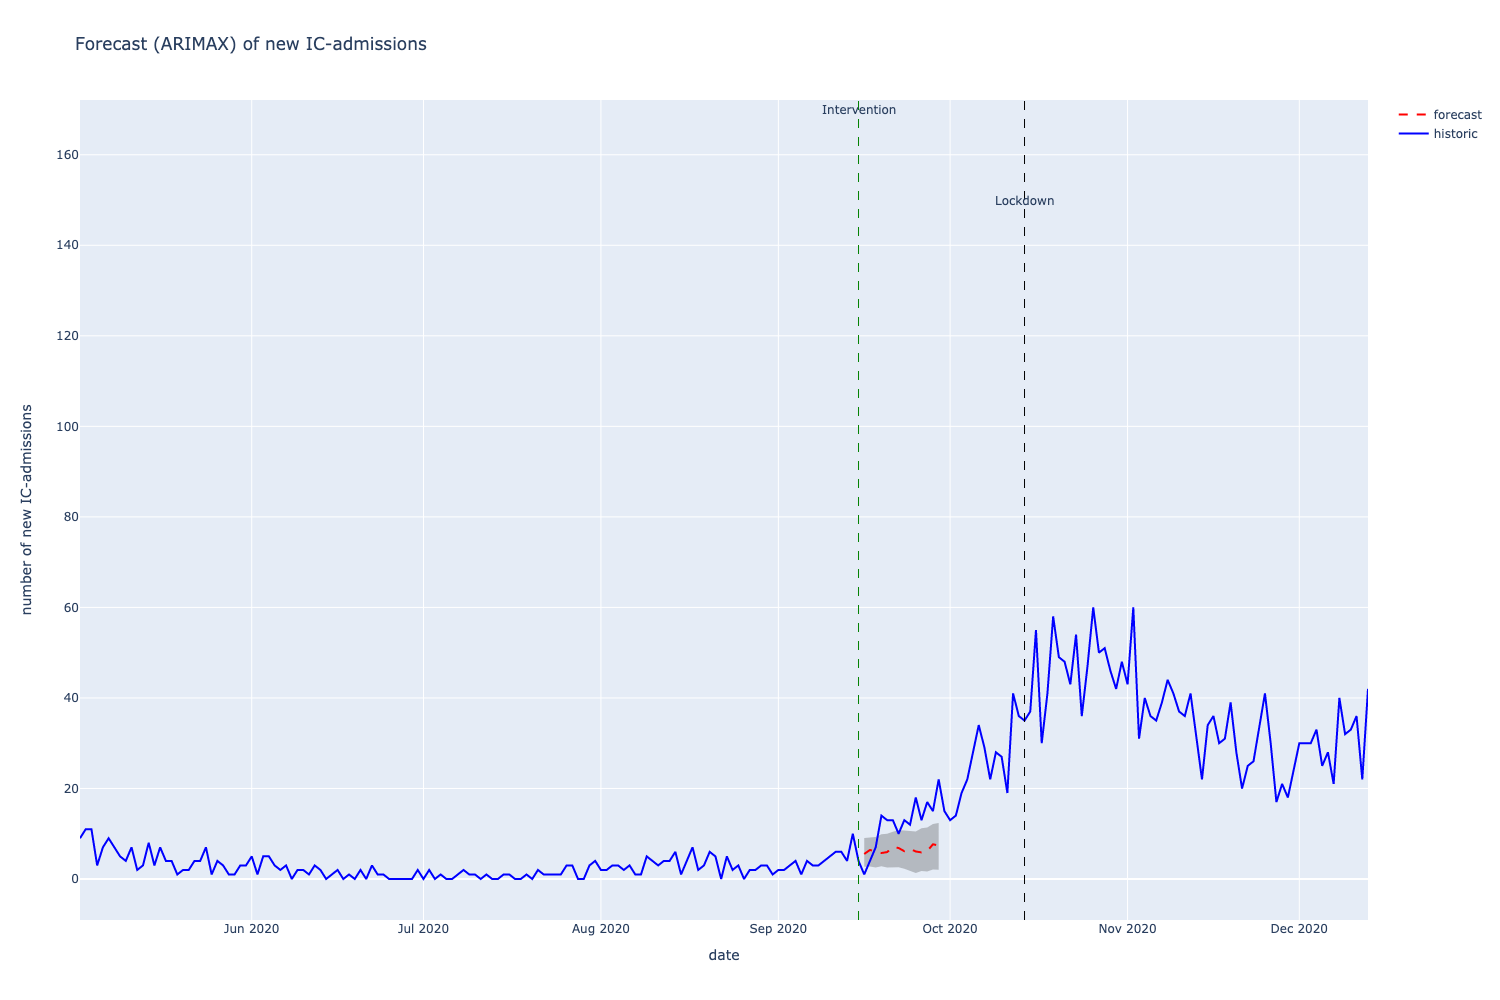 Forecast (ARIMAX) of new IC-admissions
Intervention
Lockdown
forecast
historic
160
140
120
100
80
60
40
20
0
number of new IC-admissions
Jun 2020
Jul 2020
Aug 2020
Sep 2020
Oct 2020
Nov 2020
Dec 2020
date